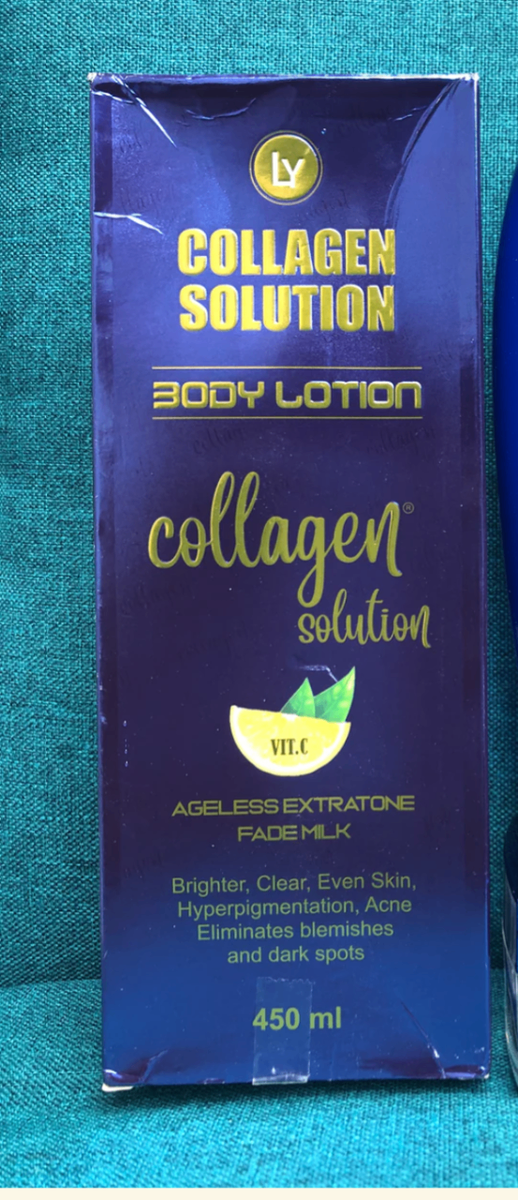 LY
COLLAGEN
SOLUTION
BODY LOTION
collagen®
solution
VIT.C
AGELESS EXTRATONE
FADE MILK
Brighter, Clear, Even Skin,
Hyperpigmentation, Acne
Eliminates blemishes
and dark spots
450 ml